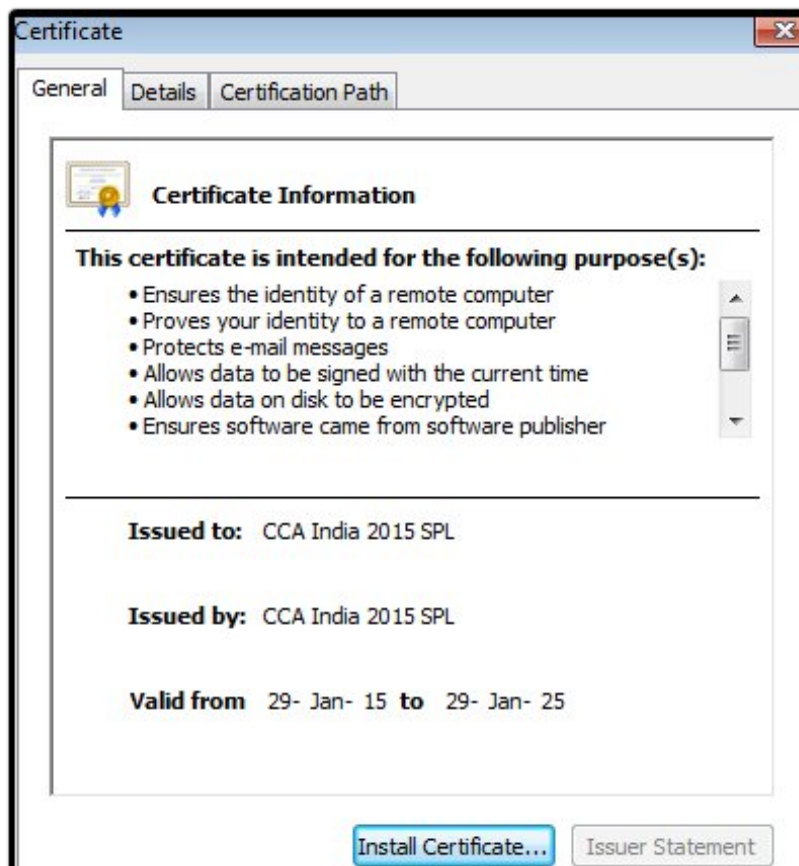 Certificate
General Details Certification Path
Certificate Information
This certificate is intended for the following purpose(s):
• Ensures the identity of a remote computer
• Proves your identity to a remote computer
• Protects e-mail messages
• Allows data to be signed with the current time
• Allows data on disk to be encrypted
• Ensures software came from software publisher
Issued to: CCA India 2015 SPL
Issued by: CCA India 2015 SPL
Valid from 29- Jan- 15 to 29- Jan- 25
Install Certificate... Issuer Statement